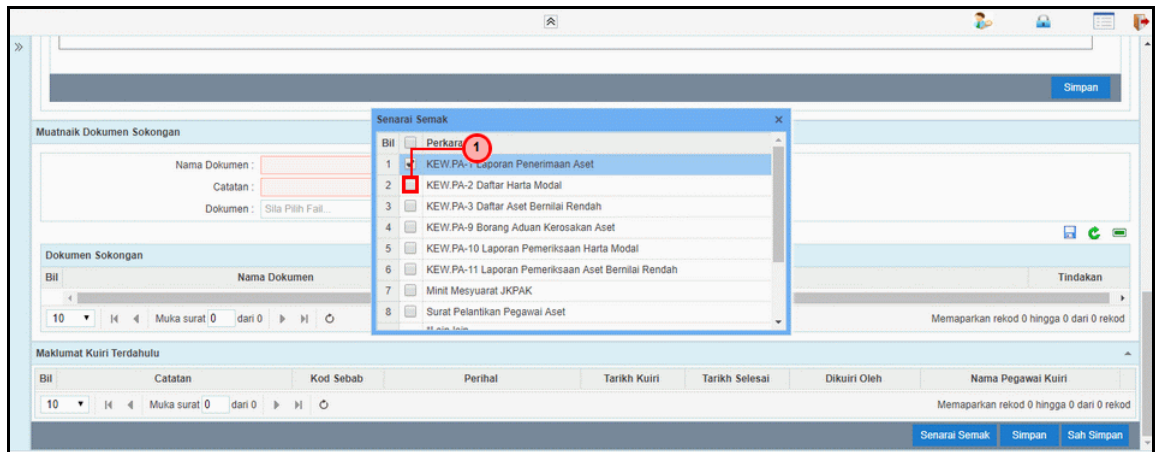 Simpan
Senarai Semak
Muatnaik Dokumen Sokongan
Bil Perkara
1
Nama Dokumen :
1 KEW.PA-1 Laporan Penerimaan Aset
Catatan :
2 KEW.PA-2 Daftar Harta Modal
Dokumen : Sila Pilih Fail...
3 KEW.PA-3 Daftar Aset Bernilai Rendah
4 KEW.PA-9 Borang Aduan Kerosakan Aset
5 KEW.PA-10 Laporan Pemeriksaan Harta Modal
Dokumen Sokongan
6 KEW.PA-11 Laporan Pemeriksaan Aset Bernilai Rendah
Bil Nama Dokumen Tindakan
7 Minit Mesyuarat JKPAK
8 Surat Pelantikan Pegawai Aset
10 Muka surat 0 dari 0 Memaparkan rekod 0 hingga 0 dari 0 rekod
Maklumat Kuiri Terdahulu
Bil Catatan Kod Sebab Perihal Tarikh Kuiri Tarikh Selesai Dikuiri Oleh Nama Pegawai Kuiri
10 Muka surat 0 dari 0 Memaparkan rekod 0 hingga 0 dari 0 rekod
Senarai Semak Simpan Sah Simpan